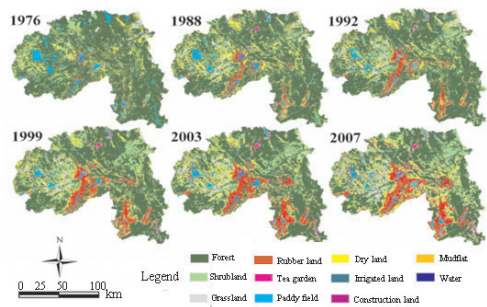 1976
1988
1992
1999
2003
2007
N
0 25 50 100
km
Legend
Forest
Rubber land
Dry land
Mudflat
Shrubland
Tea garden
Irrigated land
Water
Grassland
Paddy field
Construction land